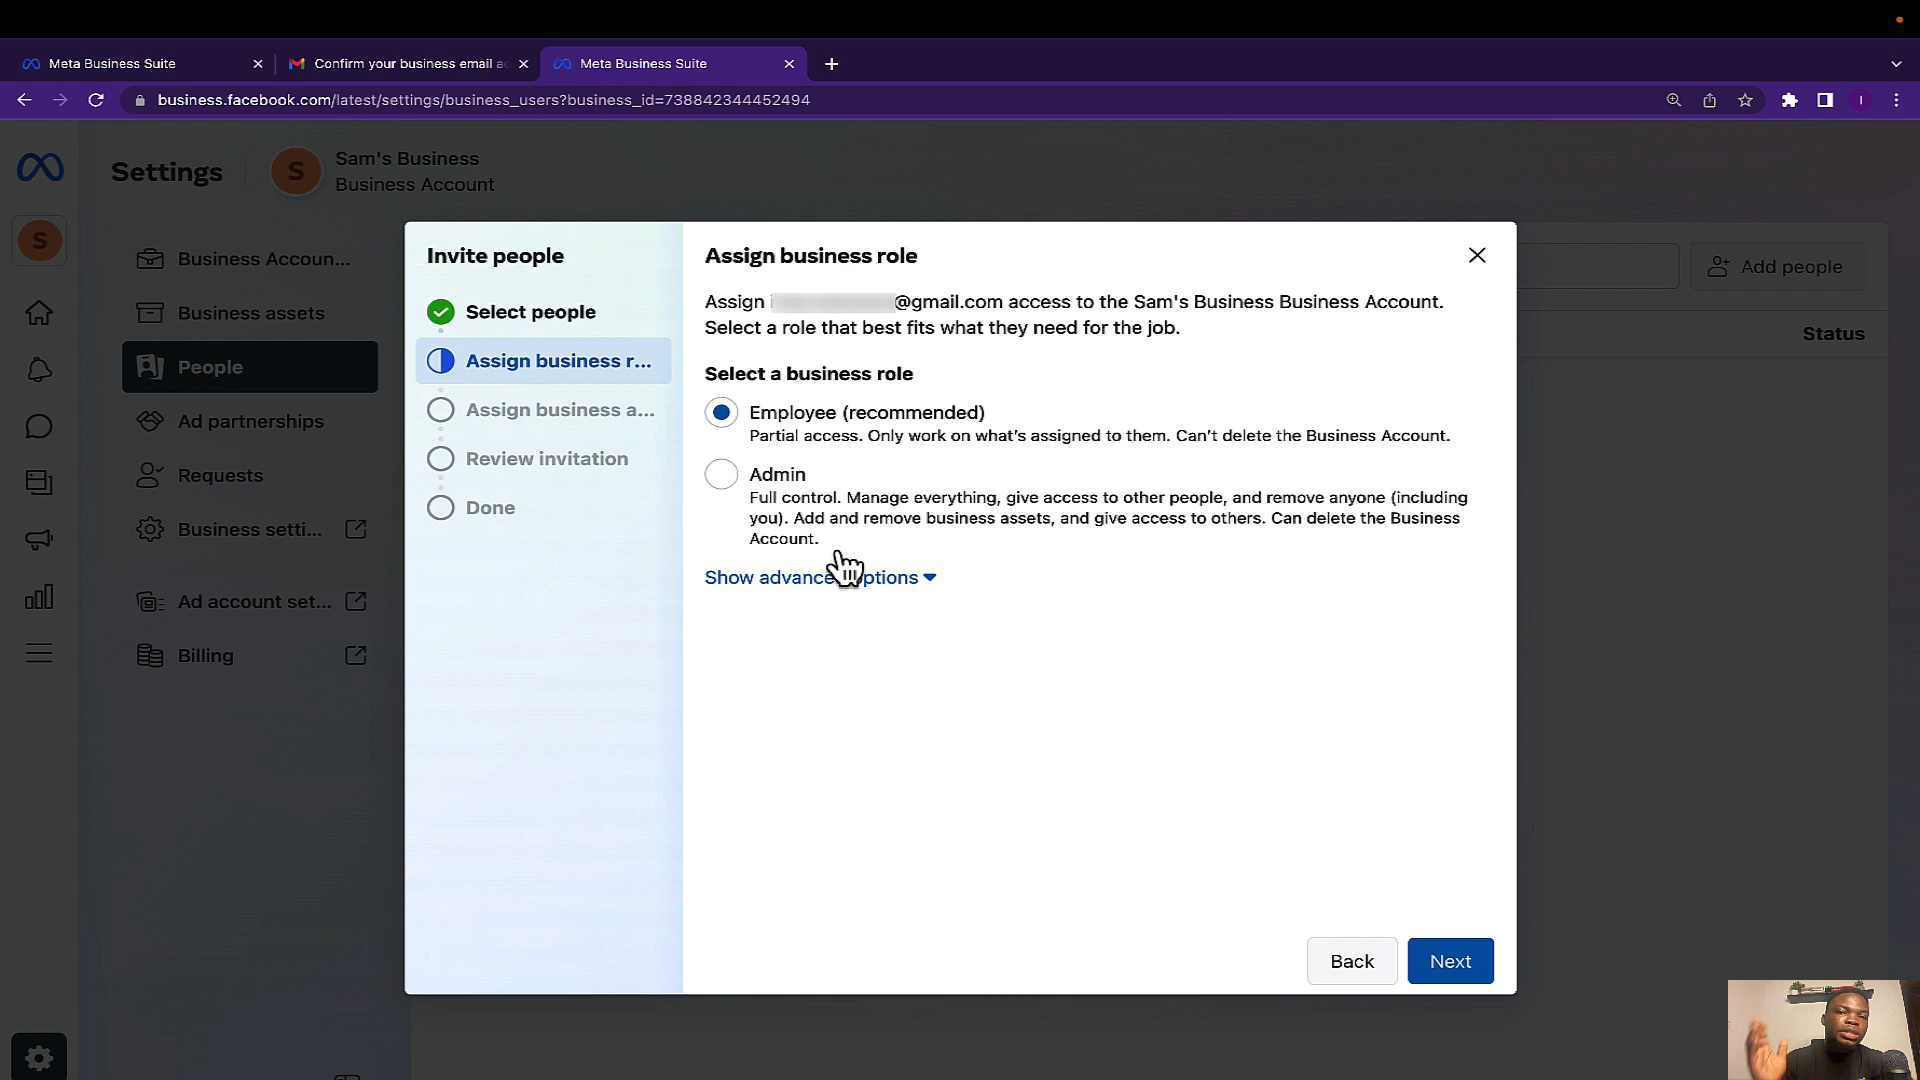 Meta Business Suite
Confirm your business email a
Meta Business Suite
business.facebook.com/latest/settings/business_users?business_id=738842344452494
I
Settings
S
Sam's Business
Business Account
S
Business Accoun...
Business assets
People
Ad partnerships
Requests
Business setti...
Ad account set...
Billing
Add people
Status
Invite people
Select people
Assign business r...
Assign business a...
Review invitation
Done
Assign business role
Assign i @gmail.com access to the Sam's Business Business Account.
Select a role that best fits what they need for the job.
Select a business role
Employee (recommended)
Partial access. Only work on what's assigned to them. Can't delete the Business Account.
Admin
Full control. Manage everything, give access to other people, and remove anyone (including
you). Add and remove business assets, and give access to others. Can delete the Business
Account.
Show advance ptions
Back
Next